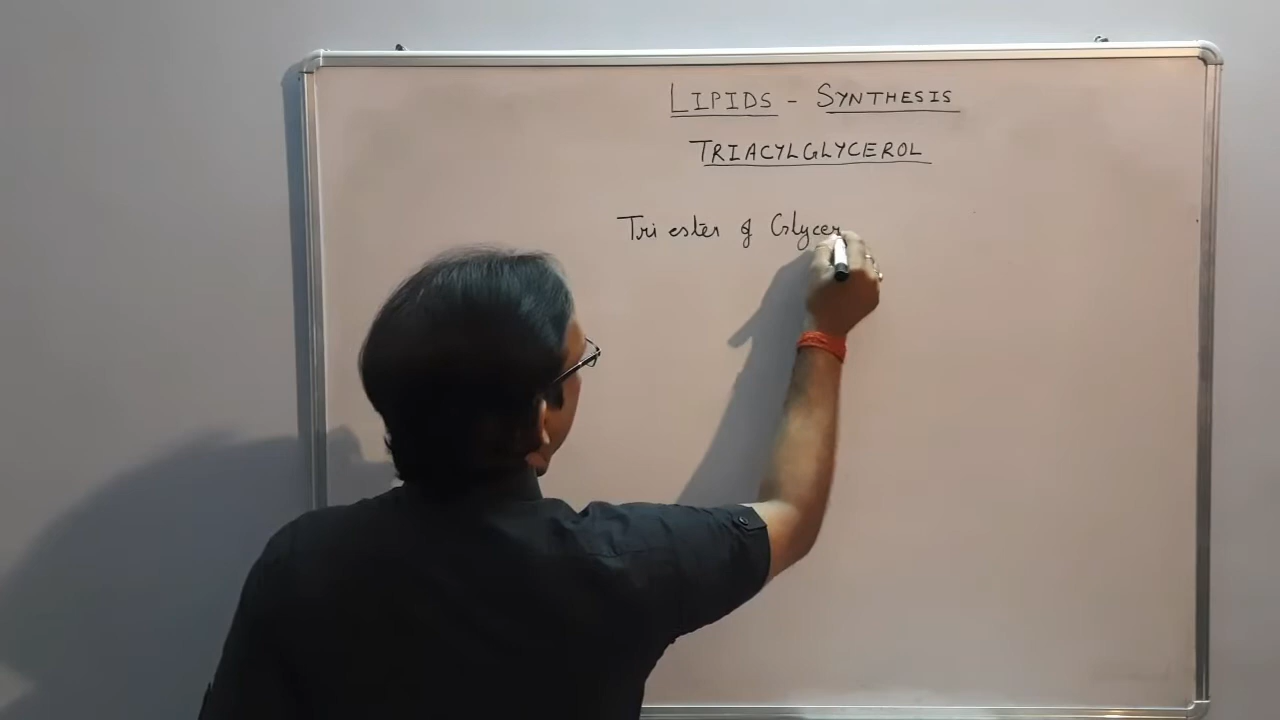 LIPIDS - SYNTHESIS
TRIACYLGLYCEROL
Tri ester of Glycer